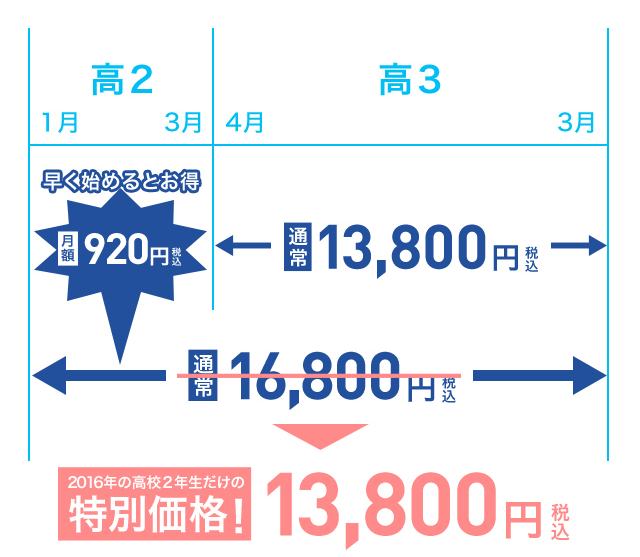 高2 高3
1月 3月 4月 3月
早く始めるとお得
月額 920円 税込
通常 13,800円 税込
通常 16,800円 税込
2016年の高校2年生だけの
特別価格! 13,800円 税込